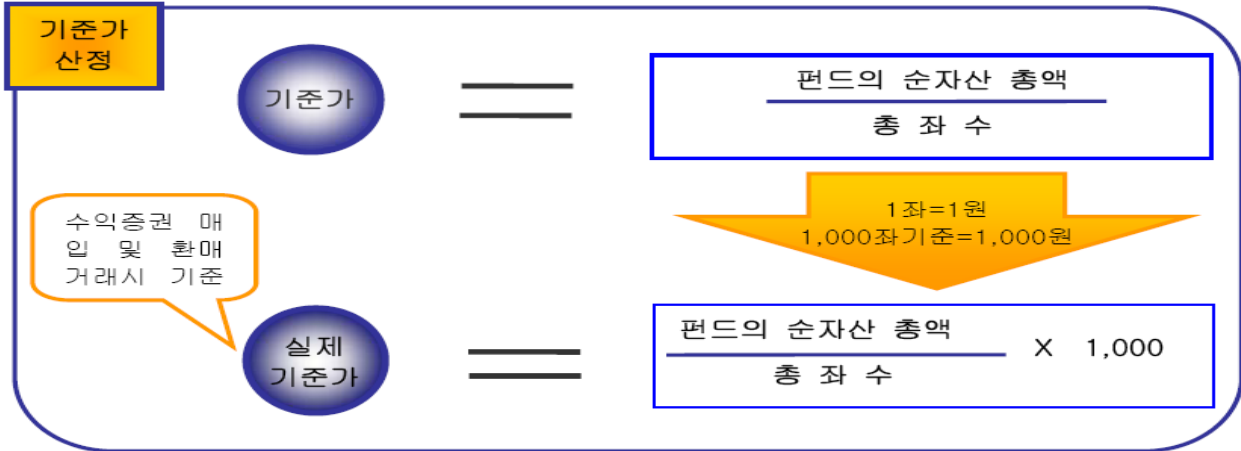 기준가
산정
기준가
펀드의 순자산 총액
총 좌 수
1좌=1원
1,000좌기준=1,000원
수익증권 매
입 및 환매
거래시 기준
실제
기준가
펀드의 순자산 총액
총 좌 수
X 1,000